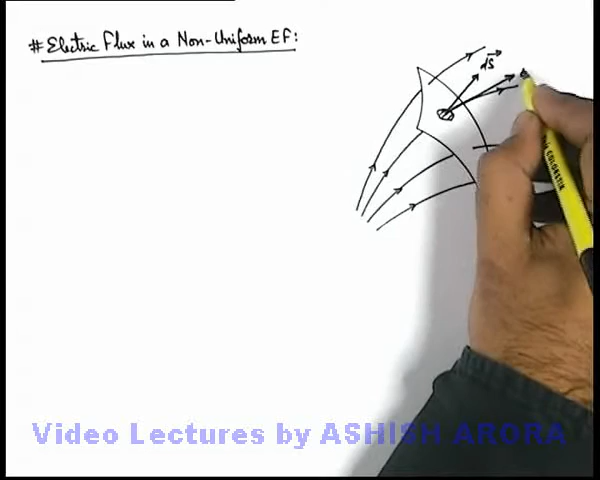 # Electric Flux in a Non-Uniform EF:
ds
Video Lectures by ASHISH ARORA